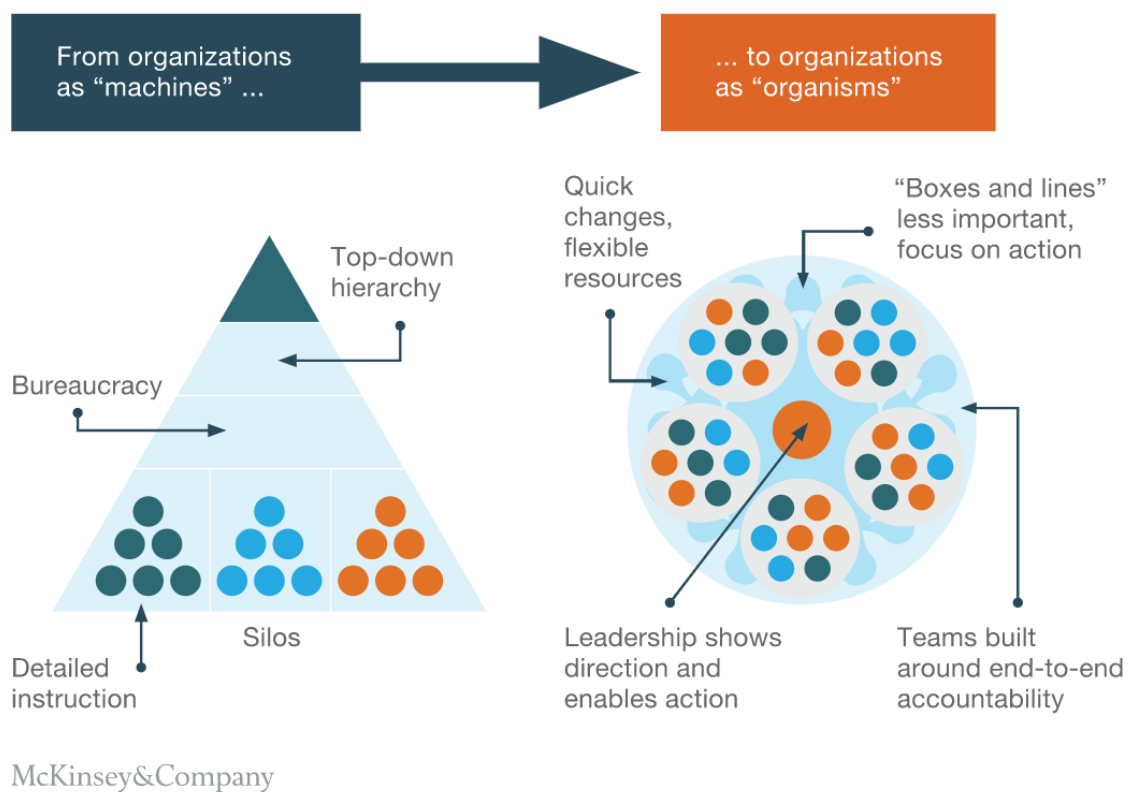 From organizations
as “machines” ...
... to organizations
as “organisms”
Top-down
hierarchy
Bureaucracy
Detailed
instruction
Silos
Quick
changes,
flexible
resources
“Boxes and lines”
less important,
focus on action
Leadership shows
direction and
enables action
Teams built
around end-to-end
accountability
McKinsey&Company